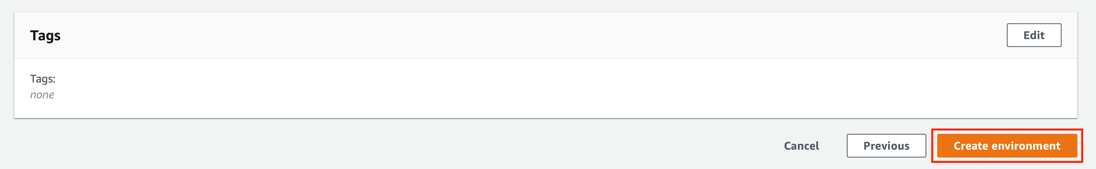 Tags
Edit
Tags:
none
Cancel
Previous
Create environment